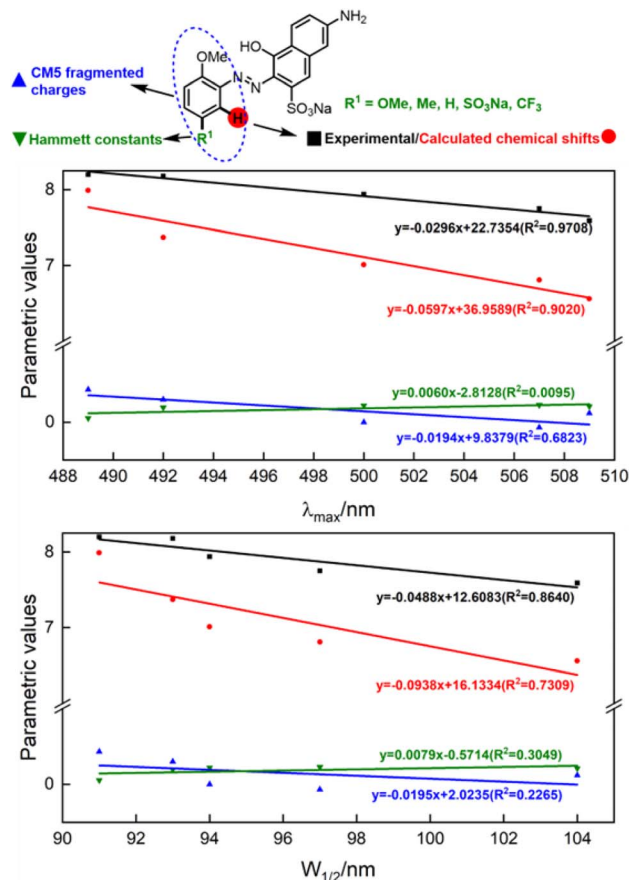 NH₂
OMe
HO
N
N
SO₃Na
H
R¹
CM5 fragmented
charges
R¹ = OMe, Me, H, SO₃Na, CF₃
Hammett constants
Experimental/Calculated chemical shifts
Parametric values
8
7
0
y=-0.0296x+22.7354(R²=0.9708)
y=-0.0597x+36.9589(R²=0.9020)
y=0.0060x-2.8128(R²=0.0095)
y=-0.0194x+9.8379(R²=0.6823)
488 490 492 494 496 498 500 502 504 506 508 510
λmax/nm
Parametric values
8
7
0
y=-0.0488x+12.6083(R²=0.8640)
y=-0.0938x+16.1334(R²=0.7309)
y=0.0079x-0.5714(R²=0.3049)
y=-0.0195x+2.0235(R²=0.2265)
90 92 94 96 98 100 102 104
W1/2/nm